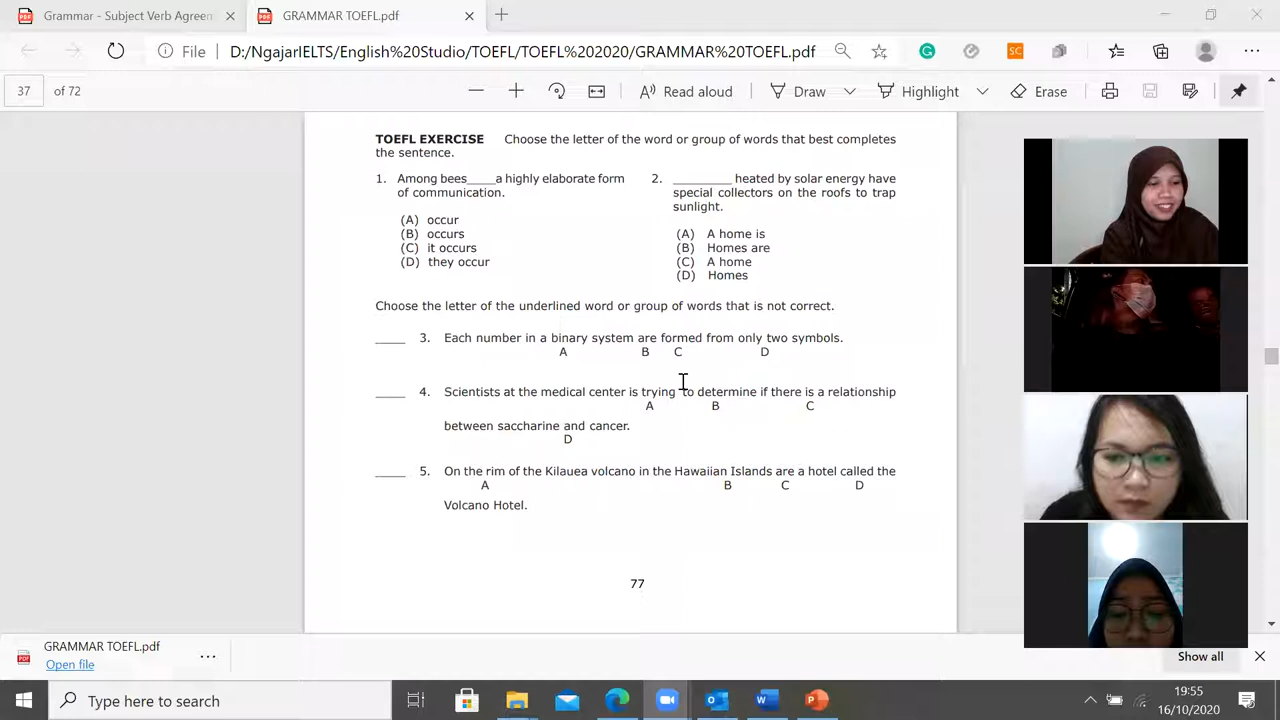 Grammar - Subject Verb Agreen
GRAMMAR TOEFL.pdf
File
D:/NgajarIELTS/English%20Studio/TOEFL/TOEFL%202020/GRAMMAR%20TOEFL.pdf
37 of 72
Read aloud
Draw
Highlight
Erase
TOEFL EXERCISE Choose the letter of the word or group of words that best completes
the sentence.
1. Among bees____a highly elaborate form
of communication.
(A) occur
(B) occurs
(C) it occurs
(D) they occur
2. _________ heated by solar energy have
special collectors on the roofs to trap
sunlight.
(A) A home is
(B) Homes are
(C) A home
(D) Homes
Choose the letter of the underlined word or group of words that is not correct.
_____ 3. Each number in a binary system are formed from only two symbols.
A B C D
_____ 4. Scientists at the medical center is trying to determine if there is a relationship
A B C
between saccharine and cancer.
D
_____ 5. On the rim of the Kilauea volcano in the Hawaiian Islands are a hotel called the
A B C D
Volcano Hotel.
77
GRAMMAR TOEFL.pdf
Open file
Show all
Type here to search
19:55
16/10/2020